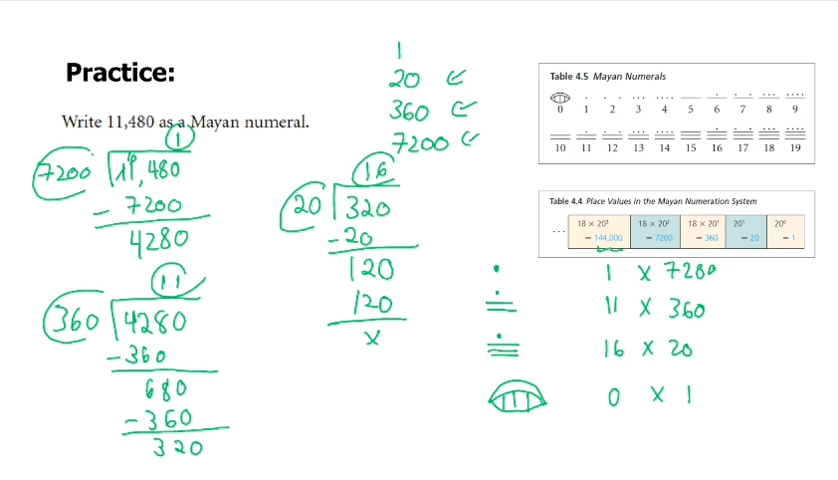 Practice:
Write 11,480 as a Mayan numeral.
1
20
360
7200
7200 11,480 1
- 7200
4280
360 4280 11
- 360
680
- 360
320
20 320 16
- 20
120
120
x
Table 4.5 Mayan Numerals
0 1 2 3 4 5 6 7 8 9
10 11 12 13 14 15 16 17 18 19
Table 4.4 Place Values in the Mayan Numeration System
... 18 × 20³ 18 × 20² 18 × 20¹ 20¹ 20⁰
= 144,000 = 7200 = 360 = 20 = 1
1 x 7200
11 x 360
16 x 20
0 x 1